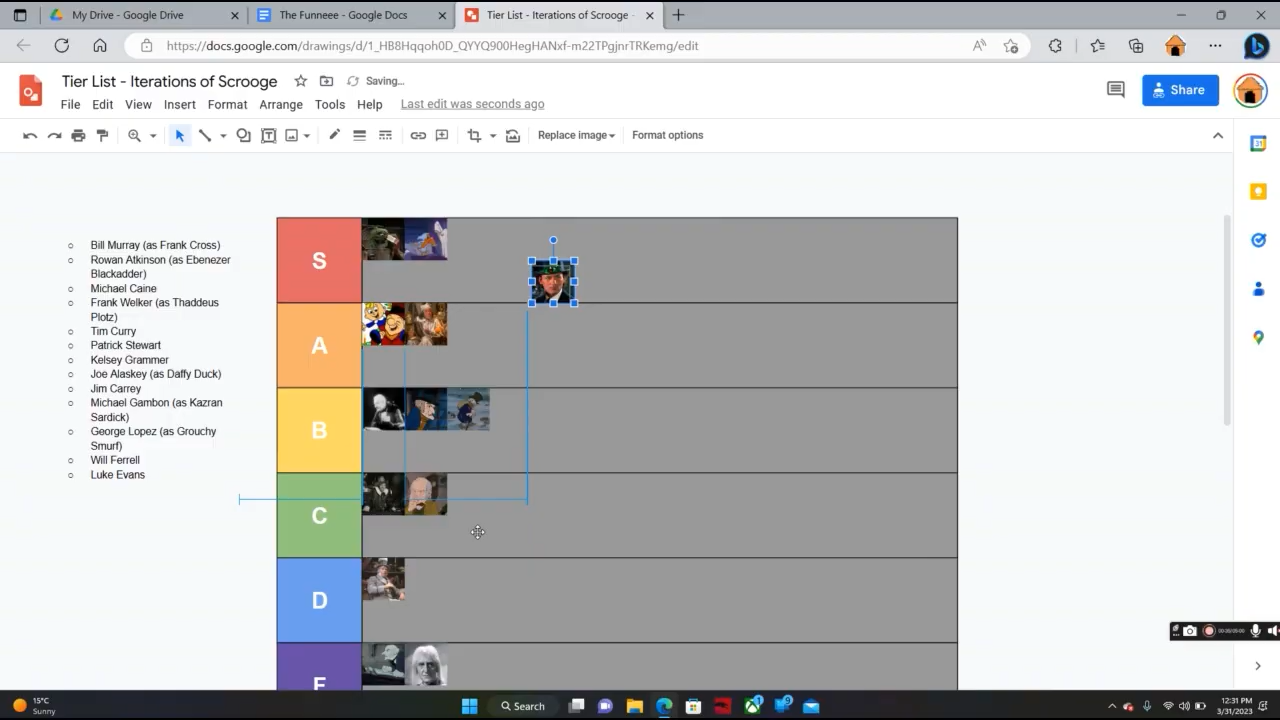 My Drive - Google Drive
The Funneee - Google Docs
Tier List - Iterations of Scrooge -
https://docs.google.com/drawings/d/1_HB8Hqqoh0D_QYYQ900HegHANxf-m22TPgjnrTRKemg/edit
Tier List - Iterations of Scrooge
Saving...
File Edit View Insert Format Arrange Tools Help Last edit was seconds ago
Share
Replace image
Format options
Bill Murray (as Frank Cross)
Rowan Atkinson (as Ebenezer
Blackadder)
Michael Caine
Frank Welker (as Thaddeus
Plotz)
Tim Curry
Patrick Stewart
Kelsey Grammer
Joe Alaskey (as Daffy Duck)
Jim Carrey
Michael Gambon (as Kazran
Sardick)
George Lopez (as Grouchy
Smurf)
Will Ferrell
Luke Evans
S
A
B
C
D
31
15°C
Sunny
Search
12:31 PM
3/31/2023